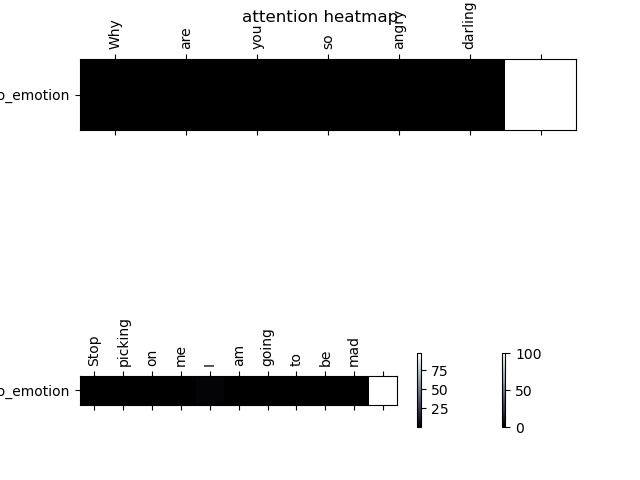 attention heatmap
Why are you so angry darling
o_emotion
Stop picking on me I am going to be mad
o_emotion
75
50
25
100
50
0